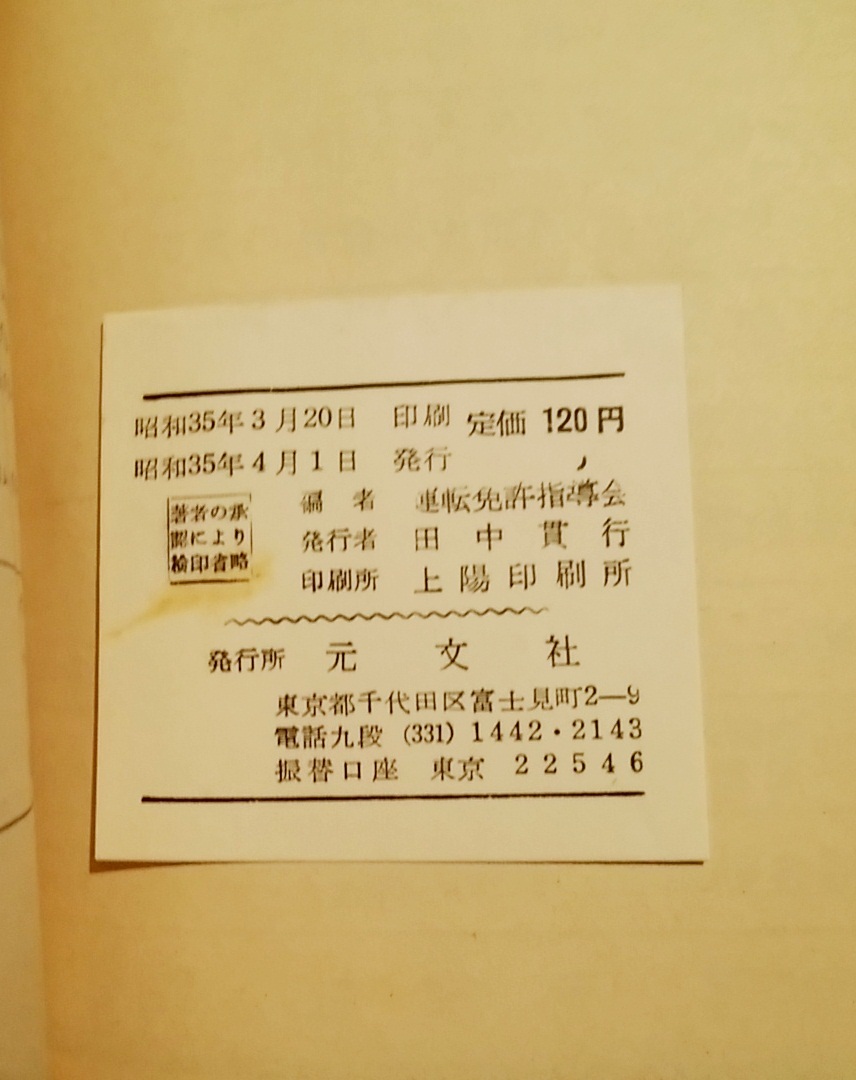 昭和35年3月20日 印刷 定価 120円
昭和35年4月1日 発行
著者の承
認により
検印省略
編者 運転免許指導会
発行者 田中貫行
印刷所 上陽印刷所
発行所 元文社
東京都千代田区富士見町2—9
電話九段 (331) 1442・2143
振替口座 東京 22546